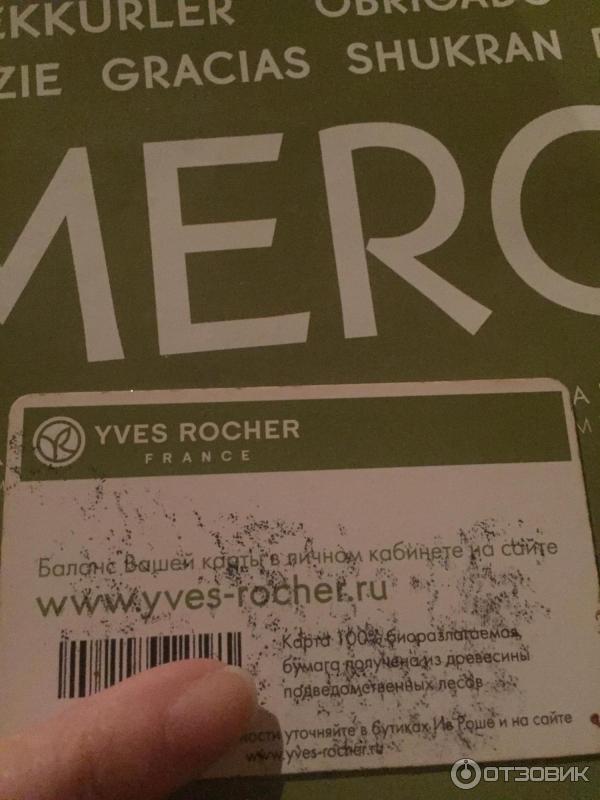 EKKÜRLER OBRIGADO
ZIE GRACIAS SHUKRAN
MERC
YVES ROCHER
FRANCE
Баланс Вашей карты в личном кабинете на сайте
www.yves-rocher.ru
Карта 100% биоразлагаемая,
бумага получена из древесины
подведомственных лесов
ности уточняйте в бутиках Ив Роше и на сайте
www.yves-rocher.ru
ОТЗОВИК